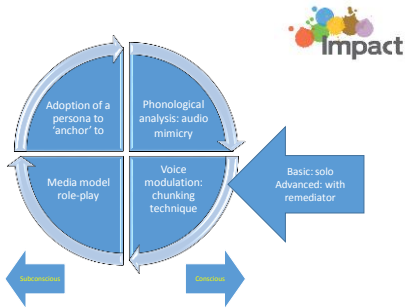 Impact
Adoption of a
persona to
‘anchor’ to
Phonological
analysis: audio
mimicry
Media model
role-play
Voice
modulation:
chunking
technique
Basic: solo
Advanced: with
remediator
Subconscious
Conscious